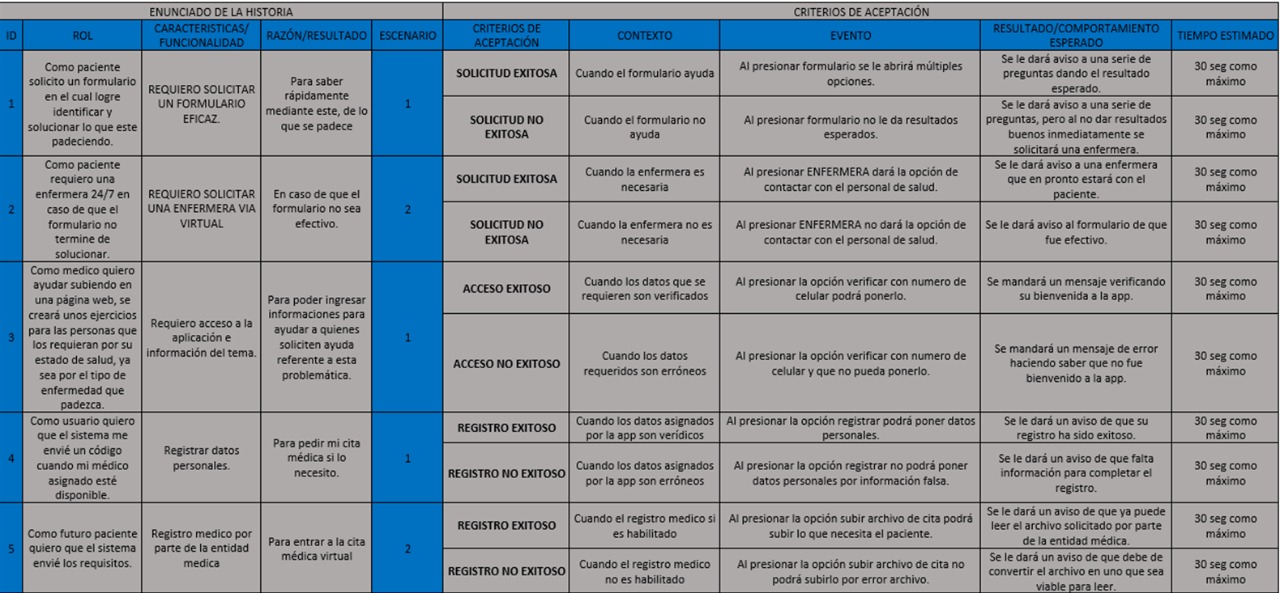 ENUNCIADO DE LA HISTORIA
CRITERIOS DE ACEPTACIÓN
ID
ROL
CARACTERISTICAS/
FUNCIONALIDAD
RAZÓN/RESULTADO
ESCENARIO
CRITERIOS DE
ACEPTACIÓN
CONTEXTO
EVENTO
RESULTADO/COMPORTAMIENTO
ESPERADO
TIEMPO ESTIMADO
1
Como paciente
solicito un formulario
en el cual logre
identificar y
solucionar lo que este
padeciendo.
REQUIERO SOLICITAR
UN FORMULARIO
EFICAZ.
Para saber
rápidamente
mediante este, de lo
que se padece
1
SOLICITUD EXITOSA
Cuando el formulario ayuda
Al presionar formulario se le abrirá múltiples
opciones.
Se le dará aviso a una serie de
preguntas dando el resultado
esperado.
30 seg como
máximo
SOLICITUD NO
EXITOSA
Cuando el formulario no
ayuda
Al presionar formulario no le da resultados
esperados.
Se le dará aviso a una serie de
preguntas, pero al no dar resultados
buenos inmediatamente se
solicitará una enfermera.
30 seg como
máximo
2
Como paciente
requiero una
enfermera 24/7 en
caso de que el
formulario no
termine de
solucionar.
REQUIERO SOLICITAR
UNA ENFERMERA VIA
VIRTUAL
En caso de que el
formulario no sea
efectivo.
2
SOLICITUD EXITOSA
Cuando la enfermera es
necesaria
Al presionar ENFERMERA dará la opción de
contactar con el personal de salud.
Se le dará aviso a una enfermera
que en pronto estará con el
paciente.
30 seg como
máximo
SOLICITUD NO
EXITOSA
Cuando la enfermera no es
necesaria
Al presionar ENFERMERA no dará la opción de
contactar con el personal de salud.
Se le dará aviso al formulario de que
fue efectivo.
30 seg como
máximo
3
Como medico quiero
ayudar subiendo en
una página web, se
creará unos ejercicios
para las personas que
los requieran por su
estado de salud, ya
sea por el tipo de
enfermedad que
padezca.
Requiero acceso a la
aplicación e
información del tema.
Para poder ingresar
informaciones para
ayudar a quienes
soliciten ayuda
referente a esta
problemática.
1
ACCESO EXITOSO
Cuando los datos que se
requieren son verificados
Al presionar la opción verificar con numero de
celular podrá ponerlo.
Se mandará un mensaje verificando
su bienvenida a la app.
30 seg como
máximo
ACCESO NO EXITOSO
Cuando los datos
requeridos son erróneos
Al presionar la opción verificar con numero de
celular y que no pueda ponerlo.
Se mandará un mensaje de error
haciendo saber que no fue
bienvenido a la app.
30 seg como
máximo
4
Como usuario quiero
que el sistema me
envié un código
cuando mi médico
asignado esté
disponible.
Registrar datos
personales.
Para pedir mi cita
médica si lo
necesito.
1
REGISTRO EXITOSO
Cuando los datos asignados
por la app son verídicos
Al presionar la opción registrar podrá poner datos
personales.
Se le dará un aviso de que su
registro ha sido exitoso.
30 seg como
máximo
REGISTRO NO EXITOSO
Cuando los datos asignados
por la app son erróneos
Al presionar la opción registrar no podrá poner
datos personales por información falsa.
Se le dará un aviso de que falta
información para completar el
registro.
30 seg como
máximo
5
Como futuro paciente
quiero que el sistema
envié los requisitos.
Registro medico por
parte de la entidad
medica
Para entrar a la cita
médica virtual
2
REGISTRO EXITOSO
Cuando el registro medico si
es habilitado
Al presionar la opción subir archivo de cita podrá
subir lo que necesita el paciente.
Se le dará un aviso de que ya puede
leer el archivo solicitado por parte
de la entidad médica.
30 seg como
máximo
REGISTRO NO EXITOSO
Cuando el registro medico
no es habilitado
Al presionar la opción subir archivo de cita no
podrá subirlo por error archivo.
Se le dará un aviso de que debe de
convertir el archivo en uno que sea
viable para leer.
30 seg como
máximo